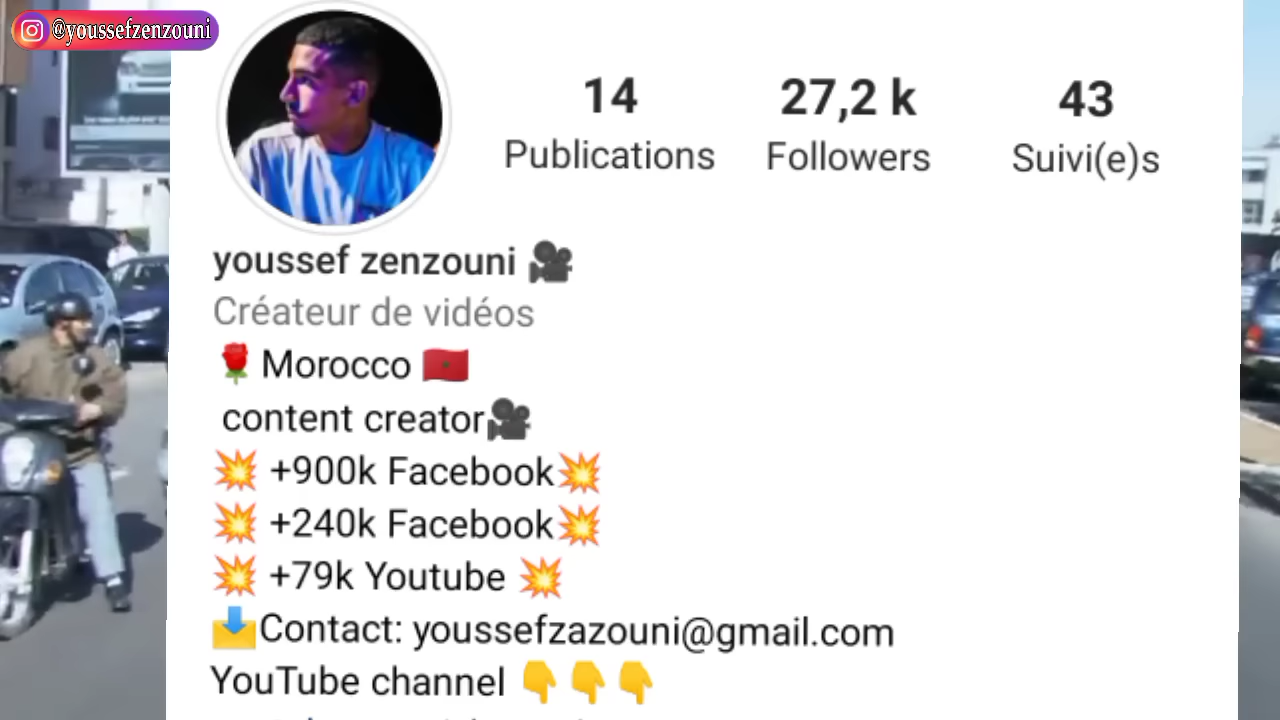 @youssefzenzouni
14
27,2 k
43
Publications
Followers
Suivi(e)s
youssef zenzouni 🎥
Créateur de vidéos
🌹Morocco 🇲🇦
content creator🎥
💥 +900k Facebook💥
💥 +240k Facebook💥
💥 +79k Youtube 💥
📩Contact: youssefzazouni@gmail.com
YouTube channel 👇👇👇